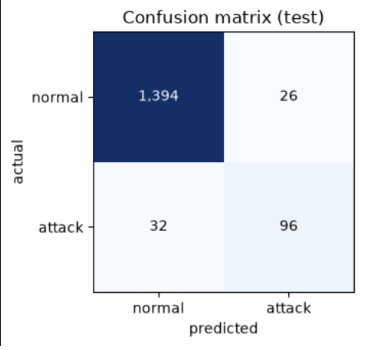 Confusion matrix (test)
actual
normal 1,394 26
attack 32 96
normal attack
predicted